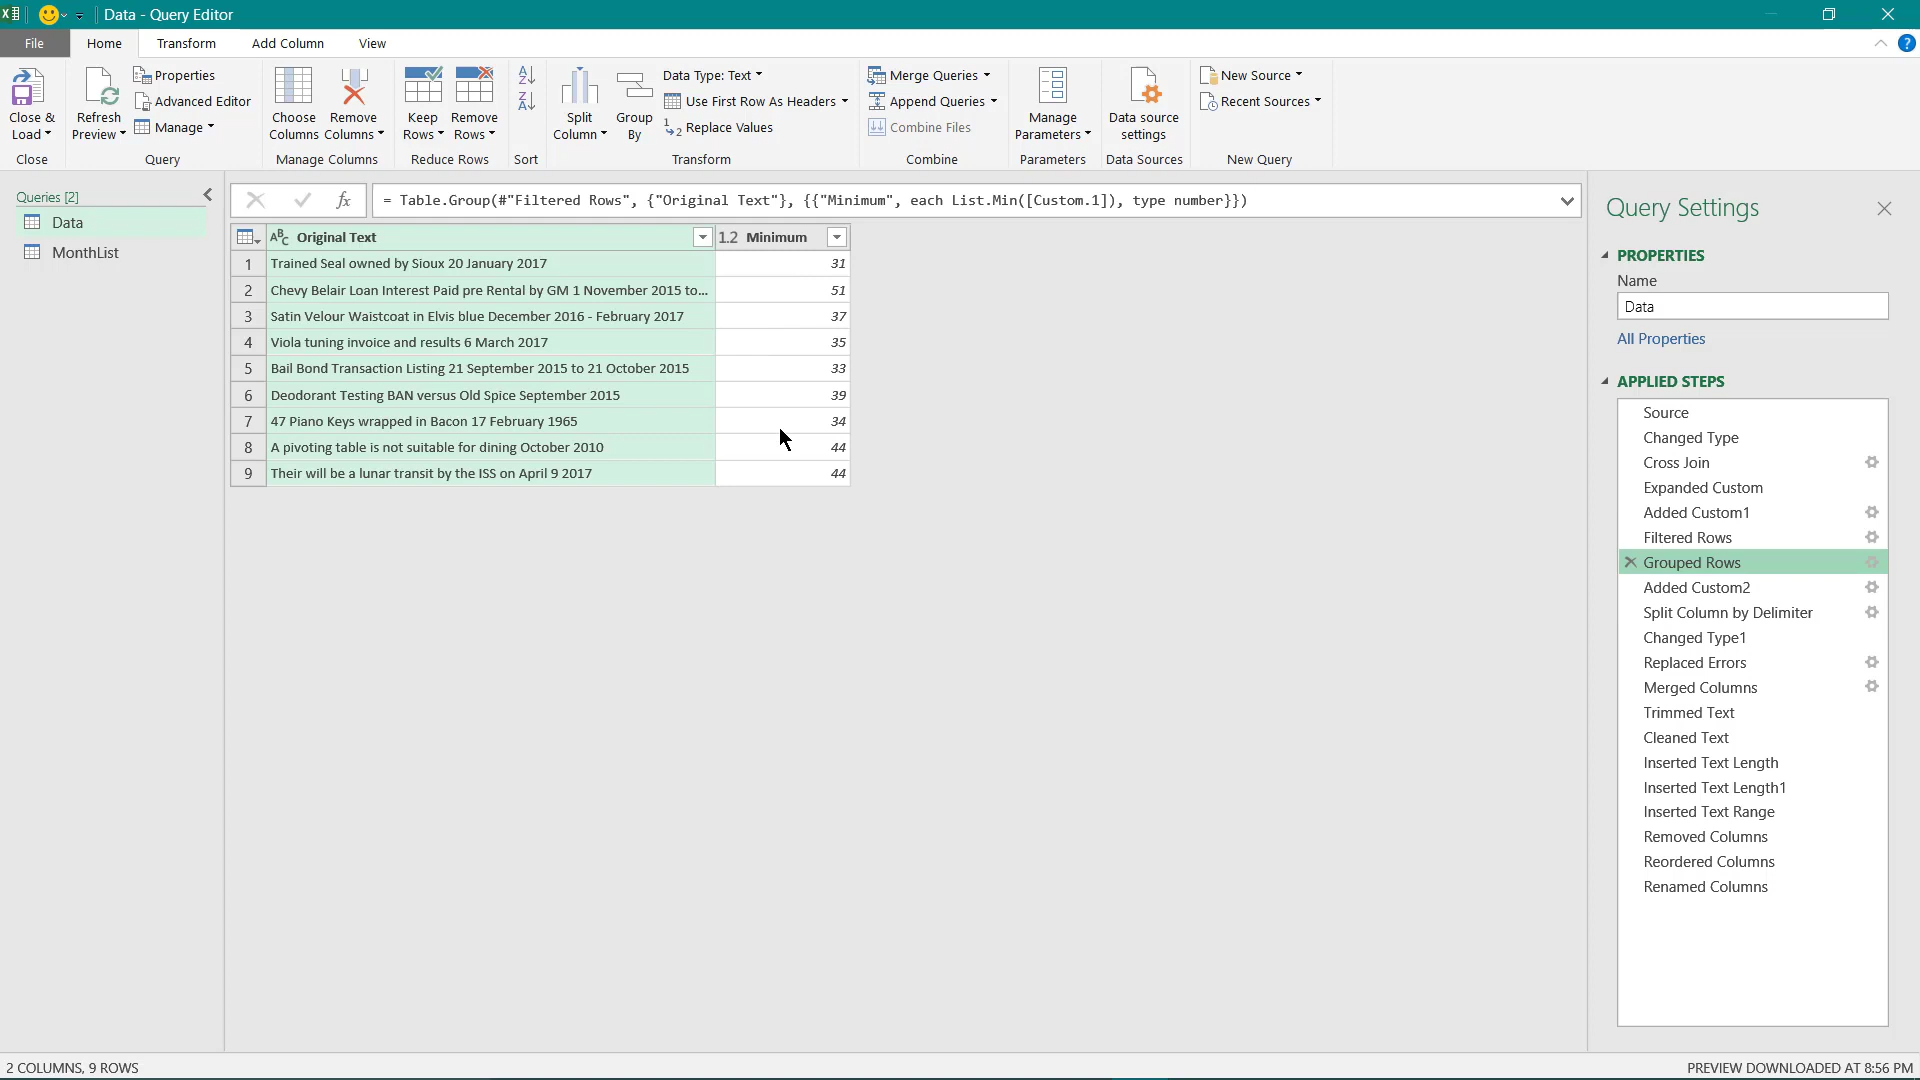 Data - Query Editor
File Home Transform Add Column View
Close & Load
Refresh Preview
Properties
Advanced Editor
Manage
Choose Columns
Remove Columns
Keep Rows
Remove Rows
Split Column
Group By
Data Type: Text
Use First Row As Headers
Replace Values
Merge Queries
Append Queries
Combine Files
Manage Parameters
Data source settings
New Source
Recent Sources
Close Query Manage Columns Reduce Rows Sort Transform Combine Parameters Data Sources New Query
Queries [2]
Data
MonthList
fx = Table.Group(#"Filtered Rows", {"Original Text"}, {{"Minimum", each List.Min([Custom.1]), type number}})
ABC Original Text 1.2 Minimum
1 Trained Seal owned by Sioux 20 January 2017 31
2 Chevy Belair Loan Interest Paid pre Rental by GM 1 November 2015 to... 51
3 Satin Velour Waistcoat in Elvis blue December 2016 - February 2017 37
4 Viola tuning invoice and results 6 March 2017 35
5 Bail Bond Transaction Listing 21 September 2015 to 21 October 2015 33
6 Deodorant Testing BAN versus Old Spice September 2015 39
7 47 Piano Keys wrapped in Bacon 17 February 1965 34
8 A pivoting table is not suitable for dining October 2010 44
9 Their will be a lunar transit by the ISS on April 9 2017 44
Query Settings
PROPERTIES
Name
Data
All Properties
APPLIED STEPS
Source
Changed Type
Cross Join
Expanded Custom
Added Custom1
Filtered Rows
Grouped Rows
Added Custom2
Split Column by Delimiter
Changed Type1
Replaced Errors
Merged Columns
Trimmed Text
Cleaned Text
Inserted Text Length
Inserted Text Length1
Inserted Text Range
Removed Columns
Reordered Columns
Renamed Columns
2 COLUMNS, 9 ROWS
PREVIEW DOWNLOADED AT 8:56 PM